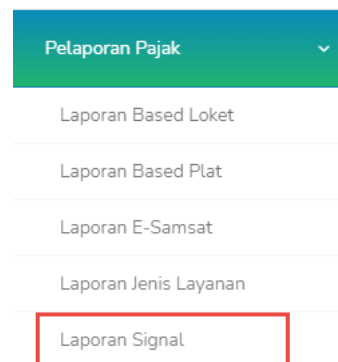 Pelaporan Pajak
Laporan Based Loket
Laporan Based Plat
Laporan E-Samsat
Laporan Jenis Layanan
Laporan Signal